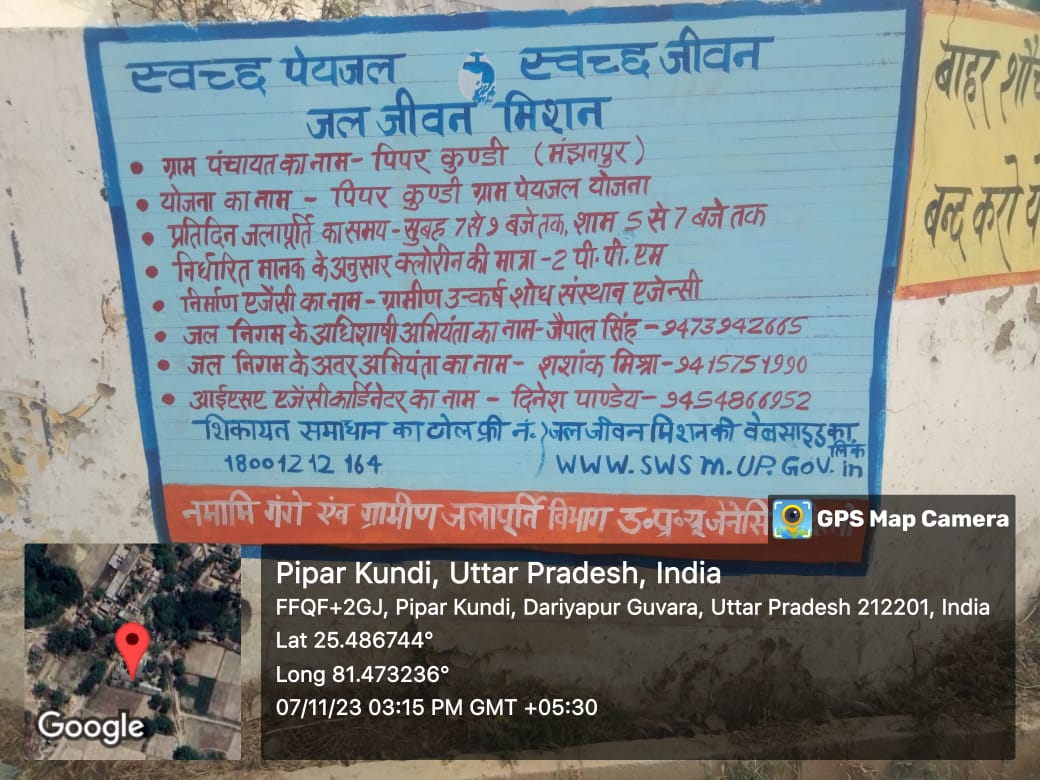 स्वच्छ पेयजल स्वच्छ जीवन
जल जीवन मिशन
• ग्राम पंचायत का नाम- पिपर कुण्डी (मंझनपुर)
• योजना का नाम - पिपर कुण्डी ग्राम पेयजल योजना
• प्रतिदिन जलापूर्ति का समय-सुबह 7 से 9 बजे तक, शाम 5 से 7 बजे तक
• निर्धारित मानक के अनुसार क्लोरीन की मात्रा -2 पी.पी.एम
• निर्माण एजेंसी का नाम-ग्रामीण उत्कर्ष शोध संस्थान एजेन्सी
• जल निगम के अधिशाषी अभियंता का नाम-जैपाल सिंह-9473942665
• जल निगम के अवर अभियंता का नाम- शशांक मिश्रा-9415751990
• आईएसए एजेंसी कार्डिनेटर का नाम - दिनेश पाण्डेय-9454866952
शिकायत समाधान का टोल फ्री नं.
18001212164
जल जीवन मिशन की वेबसाइड का लिंक
WWW.SWSM.UP.GOV.in
नमामि गंगे एंव ग्रामीण जलापूर्ति विभाग उ०प्र०
बाहर
बन्द करो
GPS Map Camera
Pipar Kundi, Uttar Pradesh, India
FFQF+2GJ, Pipar Kundi, Dariyapur Guvara, Uttar Pradesh 212201, India
Lat 25.486744°
Long 81.473236°
07/11/23 03:15 PM GMT +05:30
Google